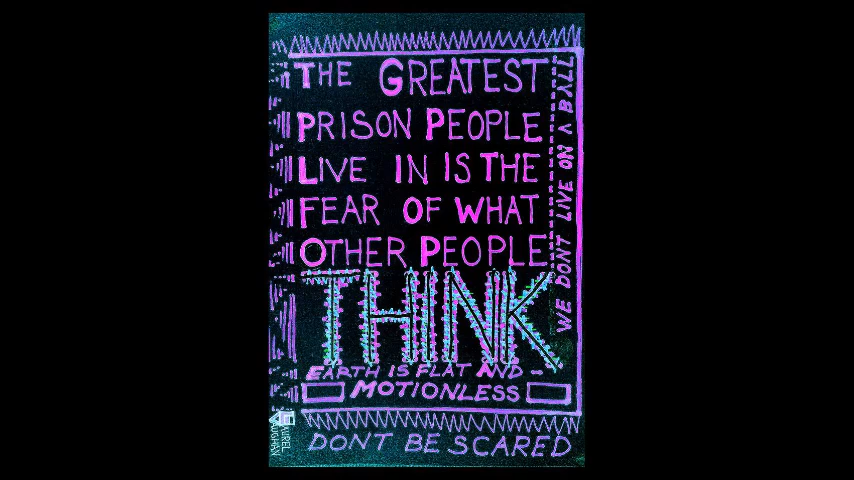 THE GREATEST
PRISON PEOPLE
LIVE IN IS THE
FEAR OF WHAT
OTHER PEOPLE
THINK
EARTH IS FLAT AND -
MOTIONLESS
DONT BE SCARED
WE DONT LIVE ON A BALL